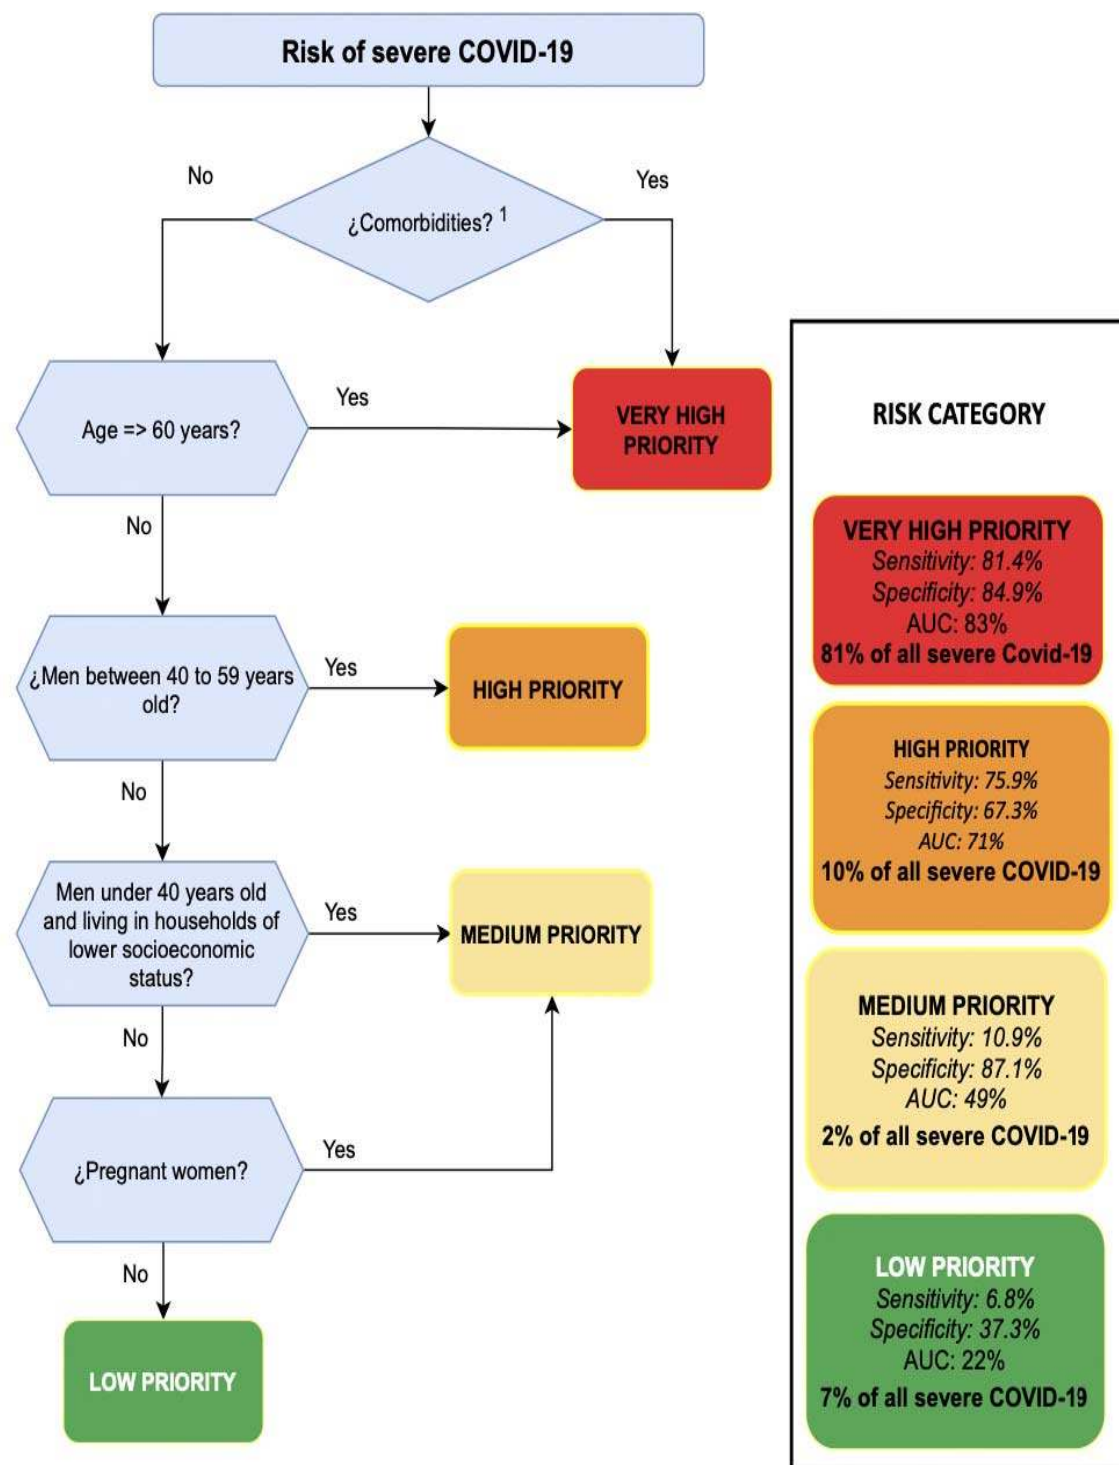 Risk of severe COVID-19
No
Yes
¿Comorbidities? 1
Age => 60 years?
Yes
VERY HIGH
PRIORITY
No
¿Men between 40 to 59 years
old?
Yes
HIGH PRIORITY
No
Men under 40 years old
and living in households of
lower socioeconomic
status?
Yes
MEDIUM PRIORITY
No
¿Pregnant women?
Yes
No
LOW PRIORITY
RISK CATEGORY
VERY HIGH PRIORITY
Sensitivity: 81.4%
Specificity: 84.9%
AUC: 83%
81% of all severe Covid-19
HIGH PRIORITY
Sensitivity: 75.9%
Specificity: 67.3%
AUC: 71%
10% of all severe COVID-19
MEDIUM PRIORITY
Sensitivity: 10.9%
Specificity: 87.1%
AUC: 49%
2% of all severe COVID-19
LOW PRIORITY
Sensitivity: 6.8%
Specificity: 37.3%
AUC: 22%
7% of all severe COVID-19